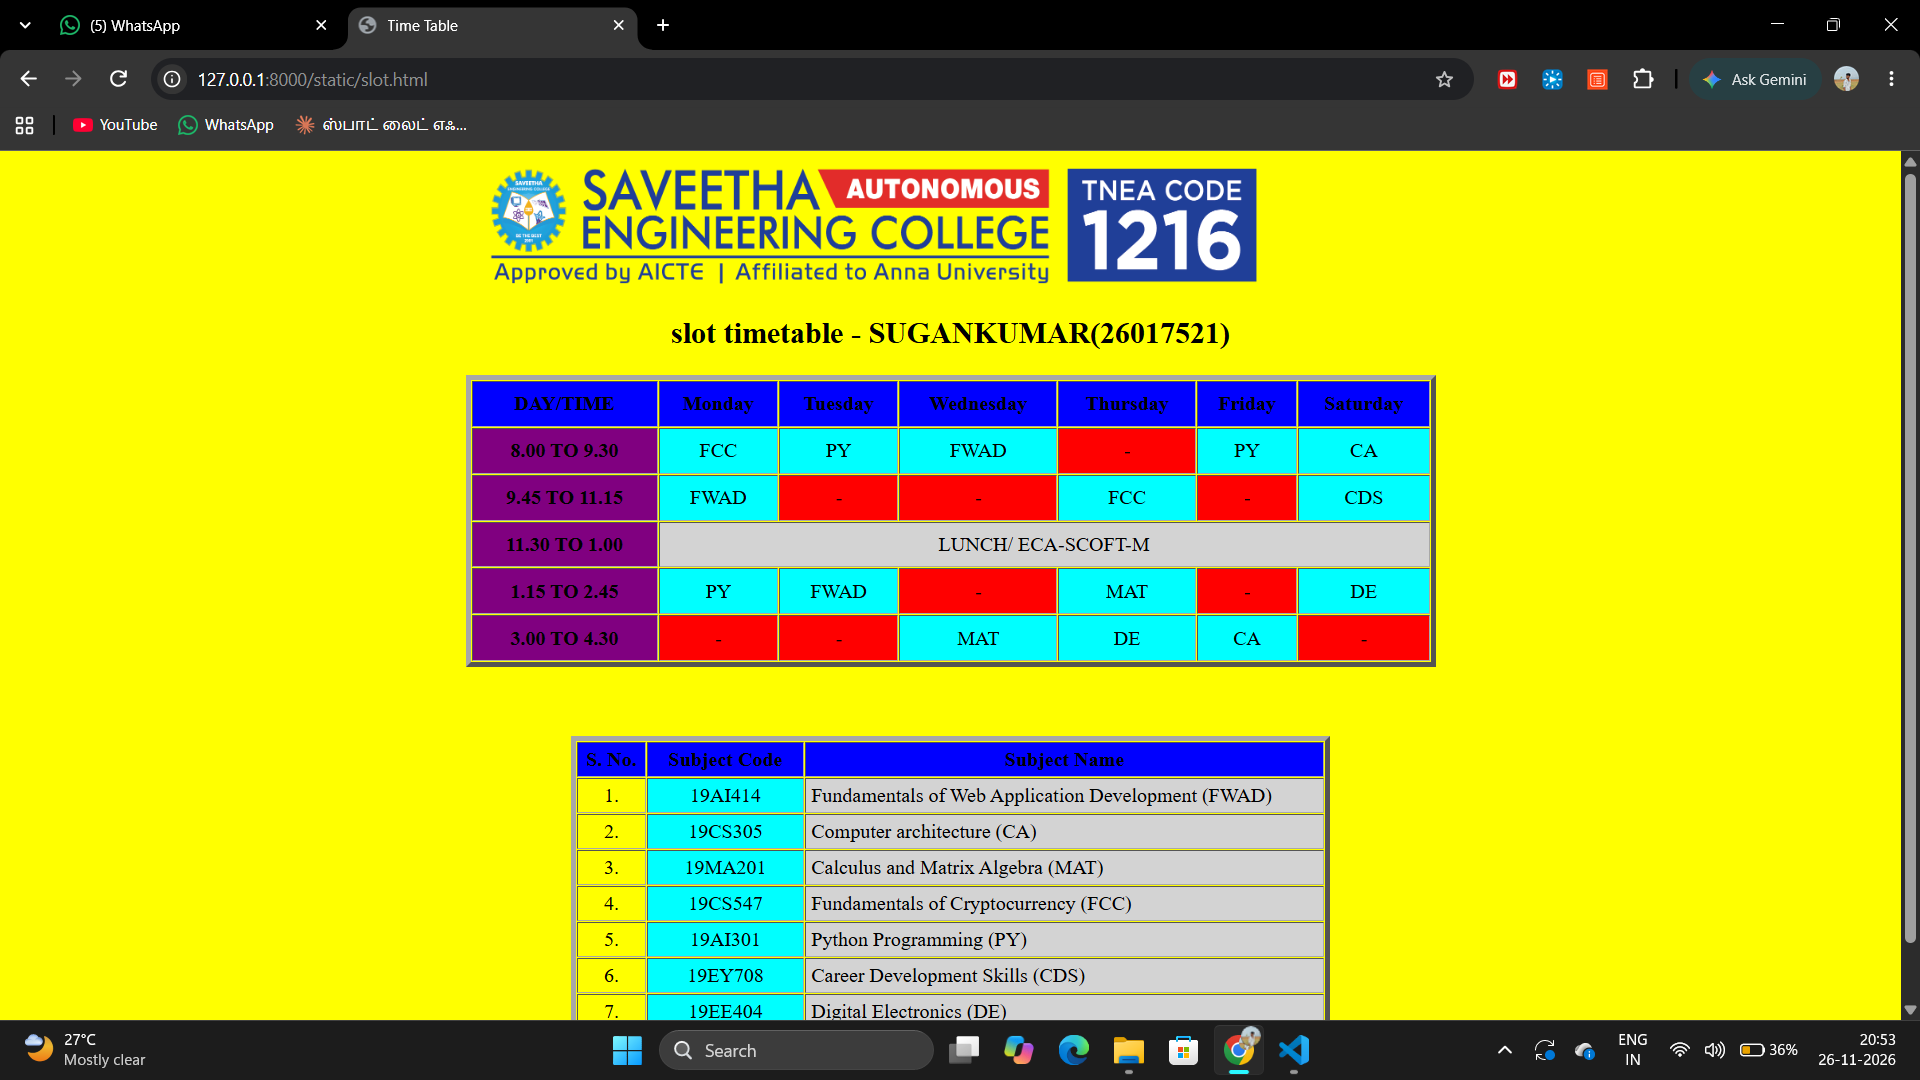 (5) WhatsApp
Time Table
127.0.0.1:8000/static/slot.html
Ask Gemini
YouTube
WhatsApp
ஸ்பாட் லைட் எஃ...
SAVEETHA AUTONOMOUS
ENGINEERING COLLEGE
Approved by AICTE | Affiliated to Anna University
TNEA CODE
1216
slot timetable - SUGANKUMAR(26017521)
DAY/TIME Monday Tuesday Wednesday Thursday Friday Saturday
8.00 TO 9.30 FCC PY FWAD - PY CA
9.45 TO 11.15 FWAD - - FCC - CDS
11.30 TO 1.00 LUNCH/ ECA-SCOFT-M
1.15 TO 2.45 PY FWAD - MAT - DE
3.00 TO 4.30 - - MAT DE CA -
S. No. Subject Code Subject Name
1. 19AI414 Fundamentals of Web Application Development (FWAD)
2. 19CS305 Computer architecture (CA)
3. 19MA201 Calculus and Matrix Algebra (MAT)
4. 19CS547 Fundamentals of Cryptocurrency (FCC)
5. 19AI301 Python Programming (PY)
6. 19EY708 Career Development Skills (CDS)
7. 19EE404 Digital Electronics (DE)
27°C
Mostly clear
Search
ENG
IN
36%
20:53
26-11-2026